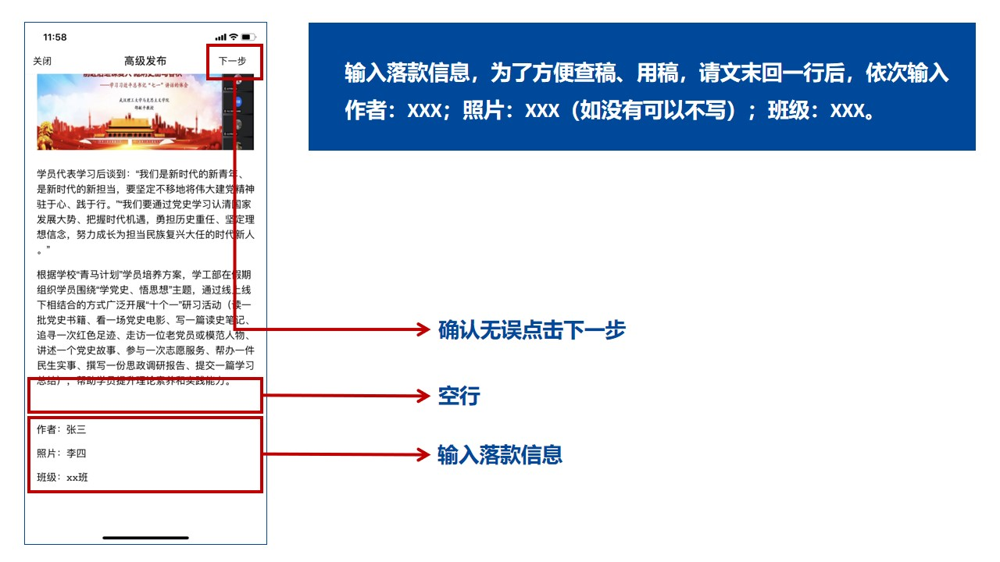 11:58
关闭
高级发布
下一步
——学习习近平总书记“七一”讲话的体会
武汉理工大学马克思主义学院
学员代表学习后谈到：“我们是新时代的新青年、
是新时代的新担当，要坚定不移地将伟大建党精神
驻于心、践于行。”“我们要通过党史学习认清国家
发展大势、把握时代机遇，勇担历史重任、坚定理
想信念，努力成长为担当民族复兴大任的时代新人
。”
根据学校“青马计划”学员培养方案，学工部在假期
组织学员围绕“学党史、悟思想”主题，通过线上线
下相结合的方式广泛开展“十个一”研习活动（读一
批党史书籍、看一场党史电影、写一篇读史笔记、
追寻一次红色足迹、走访一位老党员或模范人物、
讲述一个党史故事、参与一次志愿服务、帮办一件
民生实事、撰写一份思政调研报告、提交一篇学习
总结），帮助学员提升理论素养和实践能力。
作者：张三
照片：李四
班级：xx班
输入落款信息，为了方便查稿、用稿，请文末回一行后，依次输入
作者：XXX；照片：XXX（如没有可以不写）；班级：XXX。
确认无误点击下一步
空行
输入落款信息